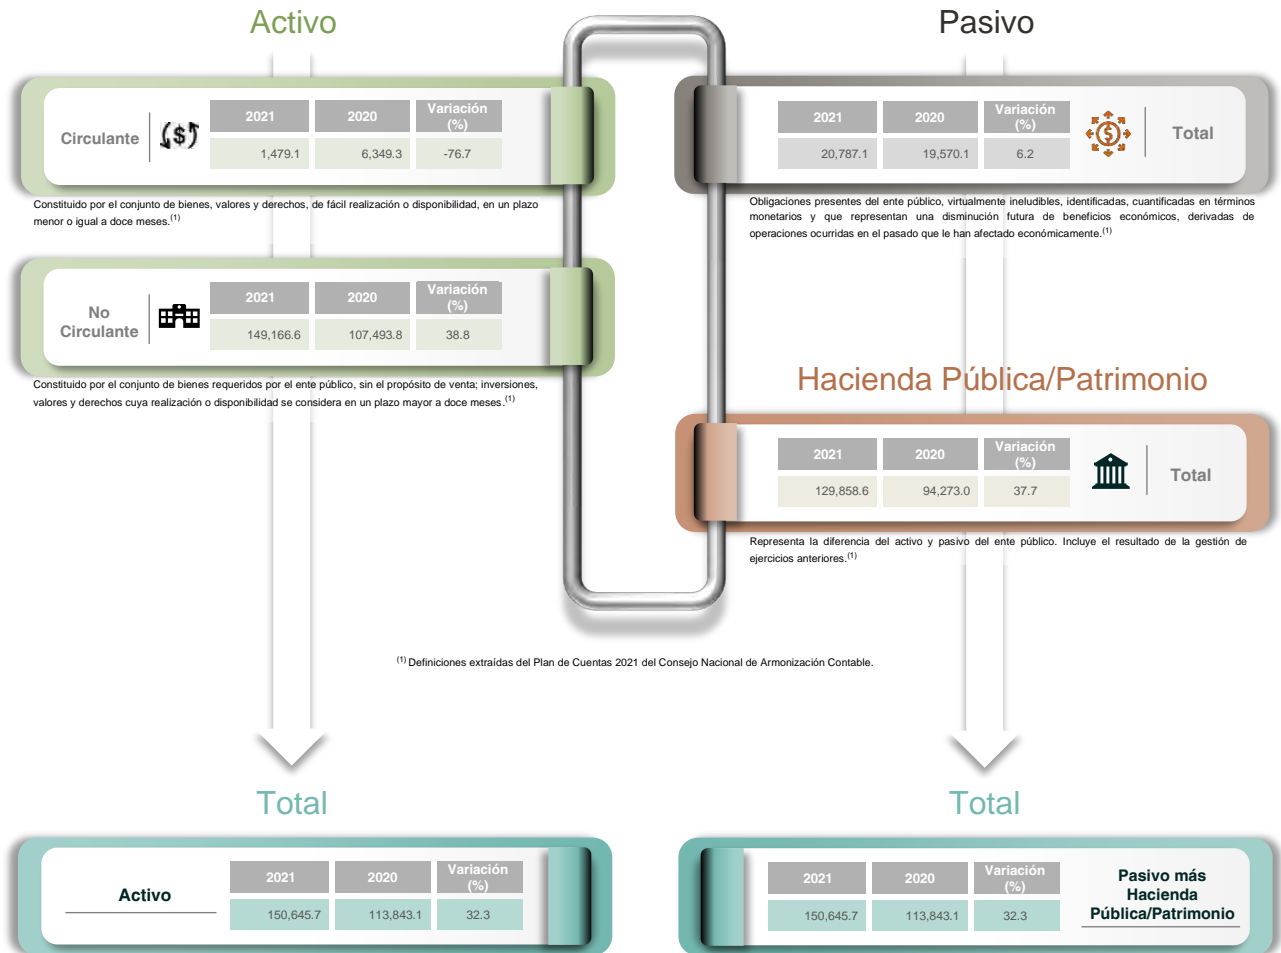 Activo
Circulante
2021 2020 Variación (%)
1,479.1 6,349.3 -76.7
Constituido por el conjunto de bienes, valores y derechos, de fácil realización o disponibilidad, en un plazo
menor o igual a doce meses.(1)
No
Circulante
2021 2020 Variación (%)
149,166.6 107,493.8 38.8
Constituido por el conjunto de bienes requeridos por el ente público, sin el propósito de venta; inversiones,
valores y derechos cuya realización o disponibilidad se considera en un plazo mayor a doce meses.(1)
Pasivo
2021 2020 Variación (%)
20,787.1 19,570.1 6.2
Total
Obligaciones presentes del ente público, virtualmente ineludibles, identificadas, cuantificadas en términos
monetarios y que representan una disminución futura de beneficios económicos, derivadas de
operaciones ocurridas en el pasado que le han afectado económicamente.(1)
Hacienda Pública/Patrimonio
2021 2020 Variación (%)
129,858.6 94,273.0 37.7
Total
Representa la diferencia del activo y pasivo del ente público. Incluye el resultado de la gestión de
ejercicios anteriores.(1)
(1) Definiciones extraídas del Plan de Cuentas 2021 del Consejo Nacional de Armonización Contable.
Total
Activo
2021 2020 Variación (%)
150,645.7 113,843.1 32.3
Total
2021 2020 Variación (%)
150,645.7 113,843.1 32.3
Pasivo más
Hacienda
Pública/Patrimonio